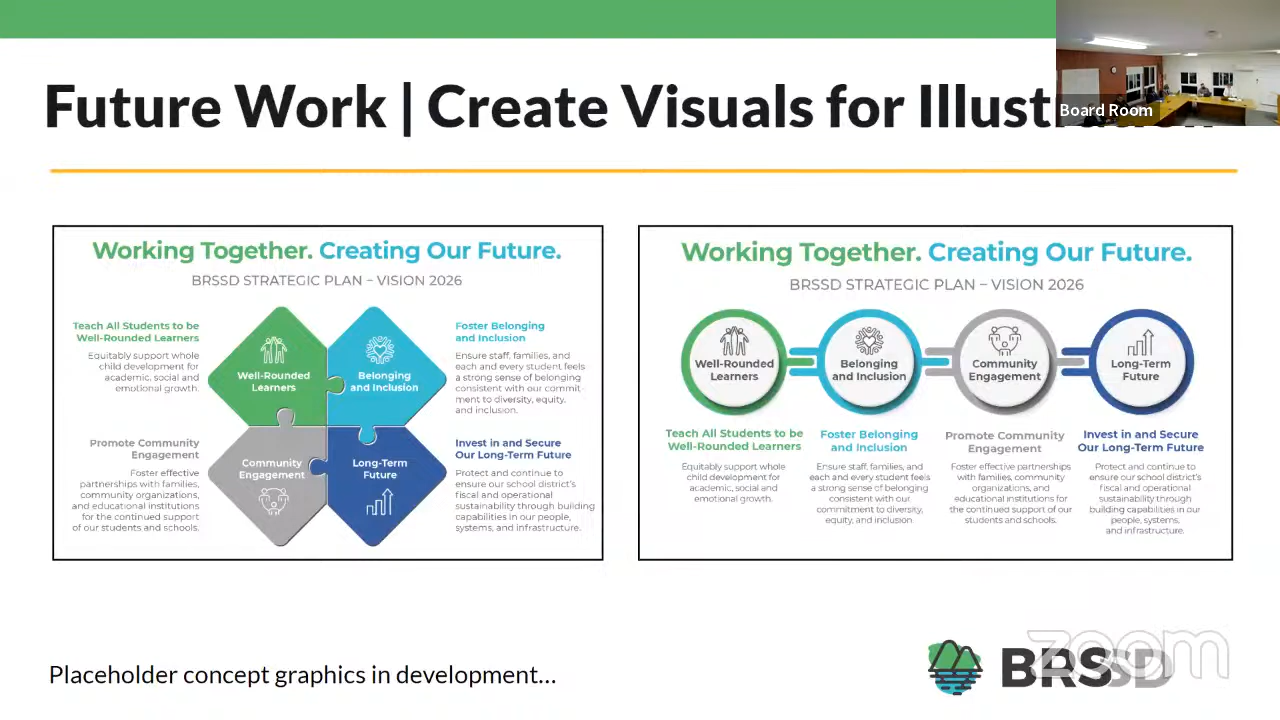 Future Work | Create Visuals for Illust
Board Room
Working Together. Creating Our Future.
BRSSD STRATEGIC PLAN – VISION 2026
Teach All Students to be
Well-Rounded Learners
Equitably support whole
child development for
academic, social and
emotional growth.
Well-Rounded
Learners
Belonging
and Inclusion
Foster Belonging
and Inclusion
Ensure staff, families, and
each and every student feels
a strong sense of belonging
consistent with our commit-
ment to diversity, equity,
and inclusion.
Promote Community
Engagement
Foster effective
partnerships with families,
community organizations,
and educational institutions
for the continued support
of our students and schools.
Community
Engagement
Long-Term
Future
Invest in and Secure
Our Long-Term Future
Protect and continue to
ensure our school district's
fiscal and operational
sustainability through building
capabilities in our people,
systems, and infrastructure.
Working Together. Creating Our Future.
BRSSD STRATEGIC PLAN – VISION 2026
Well-Rounded
Learners
Belonging
and Inclusion
Community
Engagement
Long-Term
Future
Teach All Students to be
Well-Rounded Learners
Equitably support whole
child development for
academic, social and
emotional growth.
Foster Belonging
and Inclusion
Ensure staff, families, and
each and every student feels
a strong sense of belonging
consistent with our
commitment to diversity,
equity, and inclusion.
Promote Community
Engagement
Foster effective partnerships
with families, community
organizations, and
educational institutions for
the continued support of our
students and schools.
Invest in and Secure
Our Long-Term Future
Protect and continue to
ensure our school district's
fiscal and operational
sustainability through
building capabilities in our
people, systems,
and infrastructure.
Placeholder concept graphics in development...
BRSSD
zoom